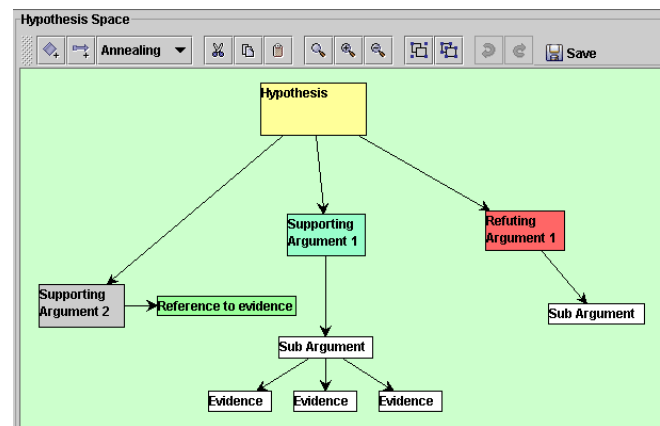 Hypothesis Space
Annealing
Save
Hypothesis
Supporting
Argument 1
Refuting
Argument 1
Supporting
Argument 2
Reference to evidence
Sub Argument
Sub Argument
Evidence
Evidence
Evidence